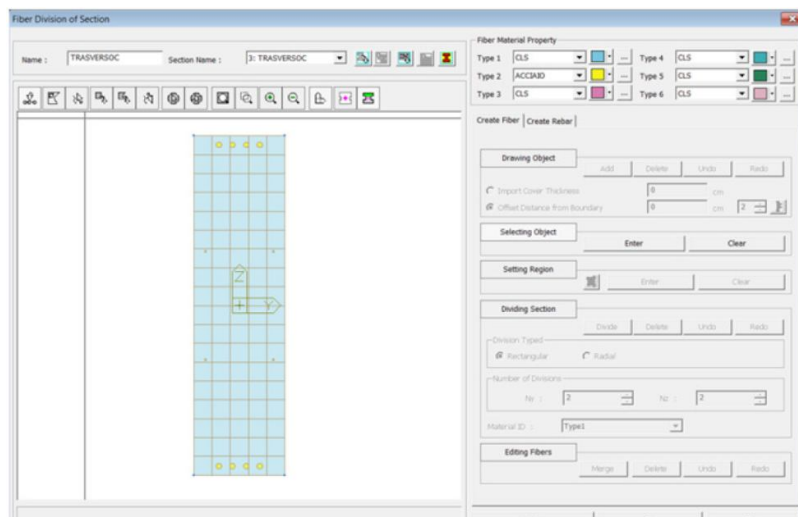 Fiber Division of Section
Name : TRASVERSOC Section Name : 3: TRASVERSOC
Fiber Material Property
Type 1 CLS ... Type 4 CLS ...
Type 2 ACCIAIO ... Type 5 CLS ...
Type 3 CLS ... Type 6 CLS ...
Create Fiber Create Rebar
Drawing Object
Add Delete Undo Redo
Import Cover Thickness 0 cm
Offset Distance from Boundary 0 cm 2
Selecting Object
Enter Clear
Setting Region
Enter Clear
Dividing Section
Divide Delete Undo Redo
Division Typed
Rectangular Radial
Number of Divisions
Ny : 2 Nz : 2
Material ID : Type1
Editing Fibers
Merge Delete Undo Redo
Z
Y